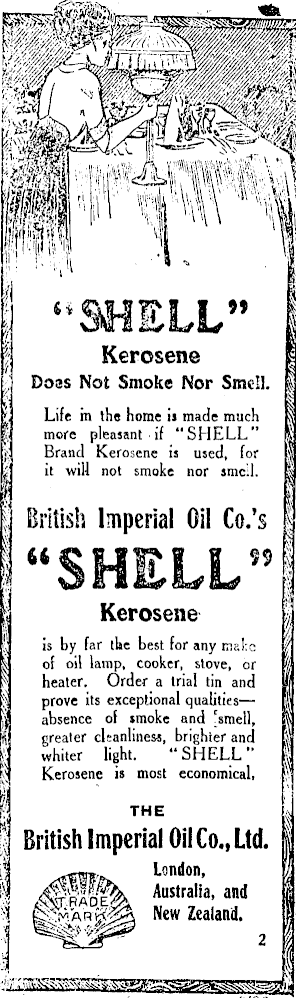 "SHELL"
Kerosene
Does Not Smoke Nor Smell.
Life in the home is made much
more pleasant if "SHELL"
Brand Kerosene is used, for
it will not smoke nor smell.
British Imperial Oil Co.'s
"SHELL"
Kerosene
is by far the best for any make
of oil lamp, cooker, stove, or
heater. Order a trial tin and
prove its exceptional qualities—
absence of smoke and smell,
greater cleanliness, brighter and
whiter light. "SHELL"
Kerosene is most economical.
THE
British Imperial Oil Co., Ltd.
London,
Australia, and
New Zealand.
TRADE
MARK
2